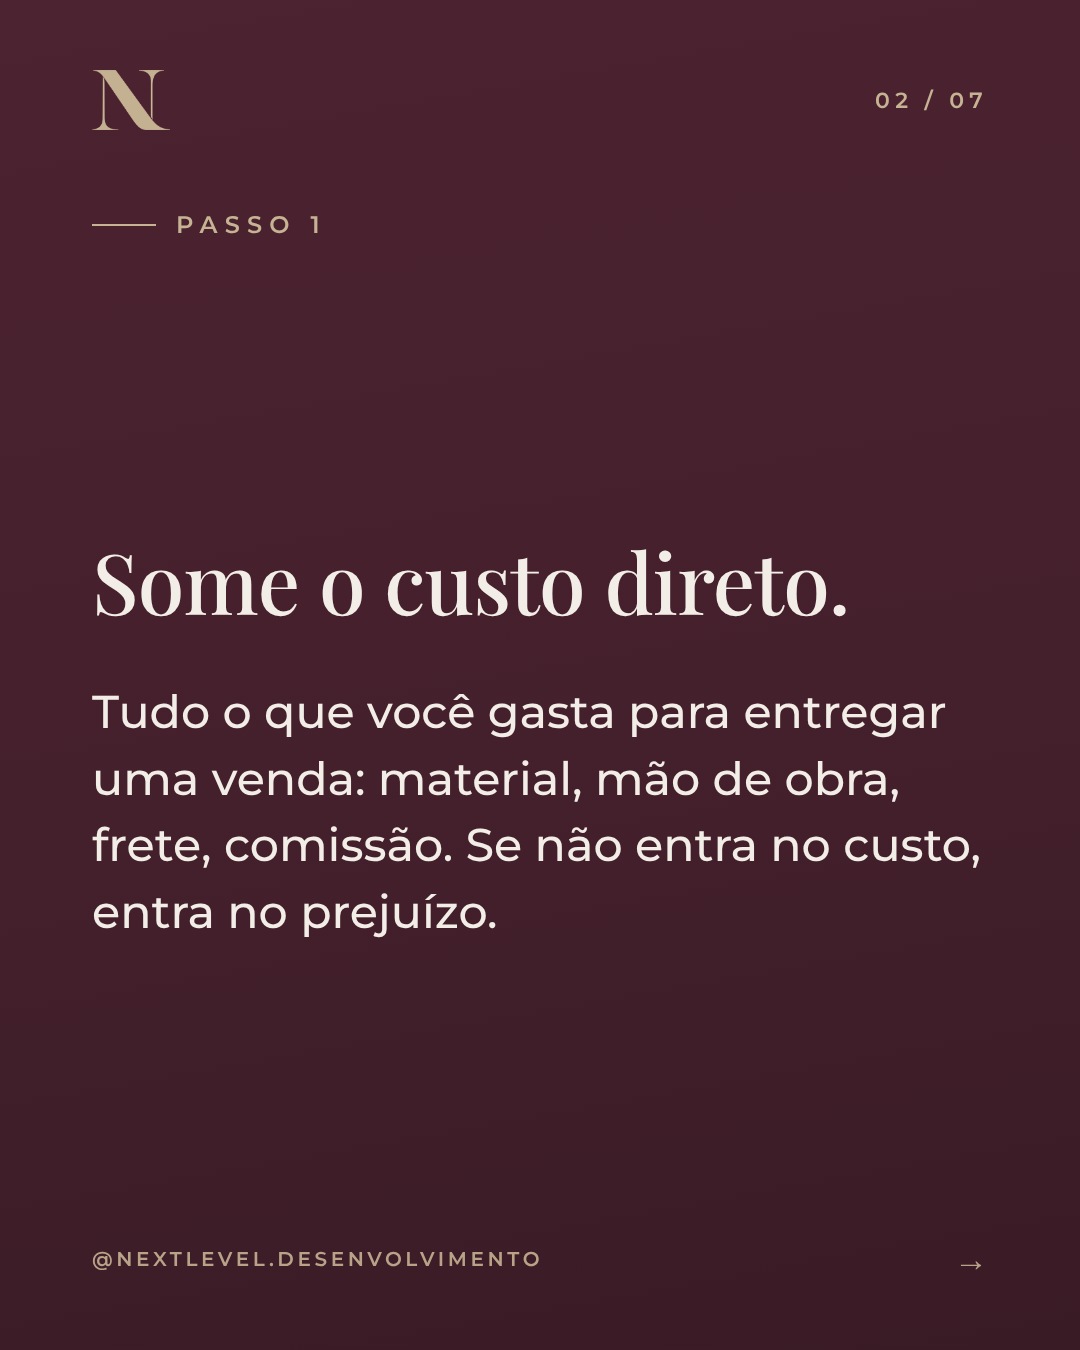 N
02 / 07
PASSO 1
Some o custo direto.
Tudo o que você gasta para entregar
uma venda: material, mão de obra,
frete, comissão. Se não entra no custo,
entra no prejuízo.
@NEXTLEVEL.DESENVOLVIMENTO
→